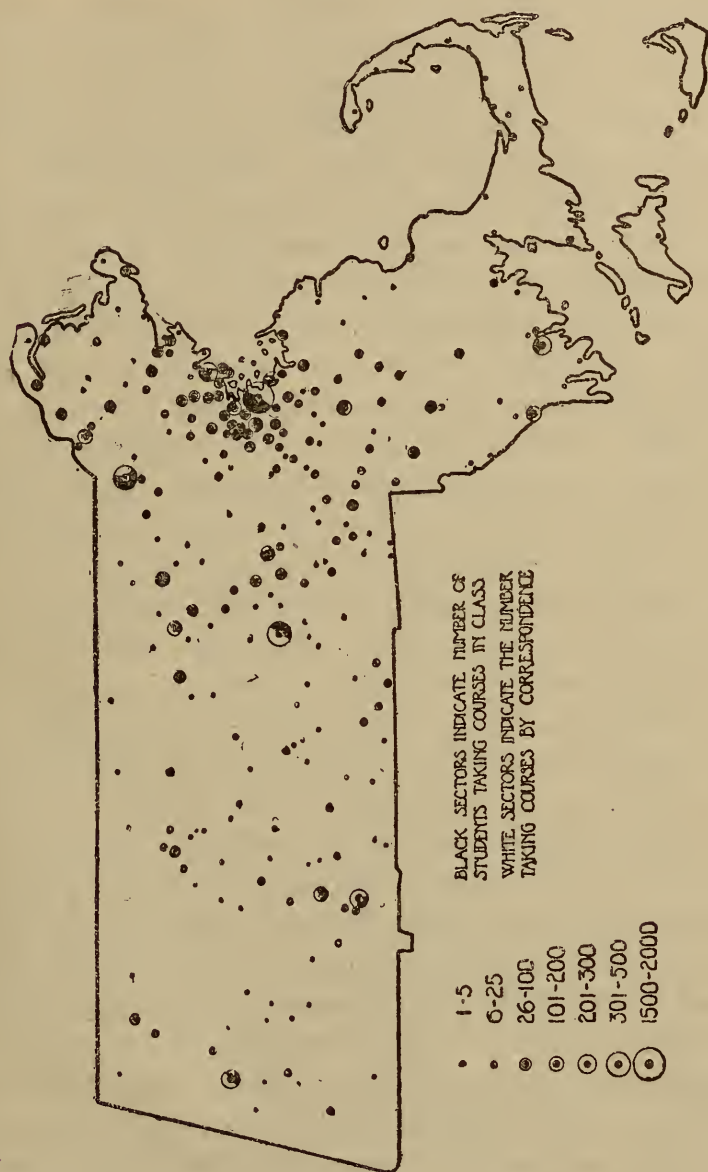 BLACK SECTORS INDICATE NUMBER OF
STUDENTS TAKING COURSES IN CLASS
WHITE SECTORS INDICATE THE NUMBER
TAKING COURSES BY CORRESPONDENCE
1-5
6-25
26-100
101-200
201-300
301-500
1500-2000